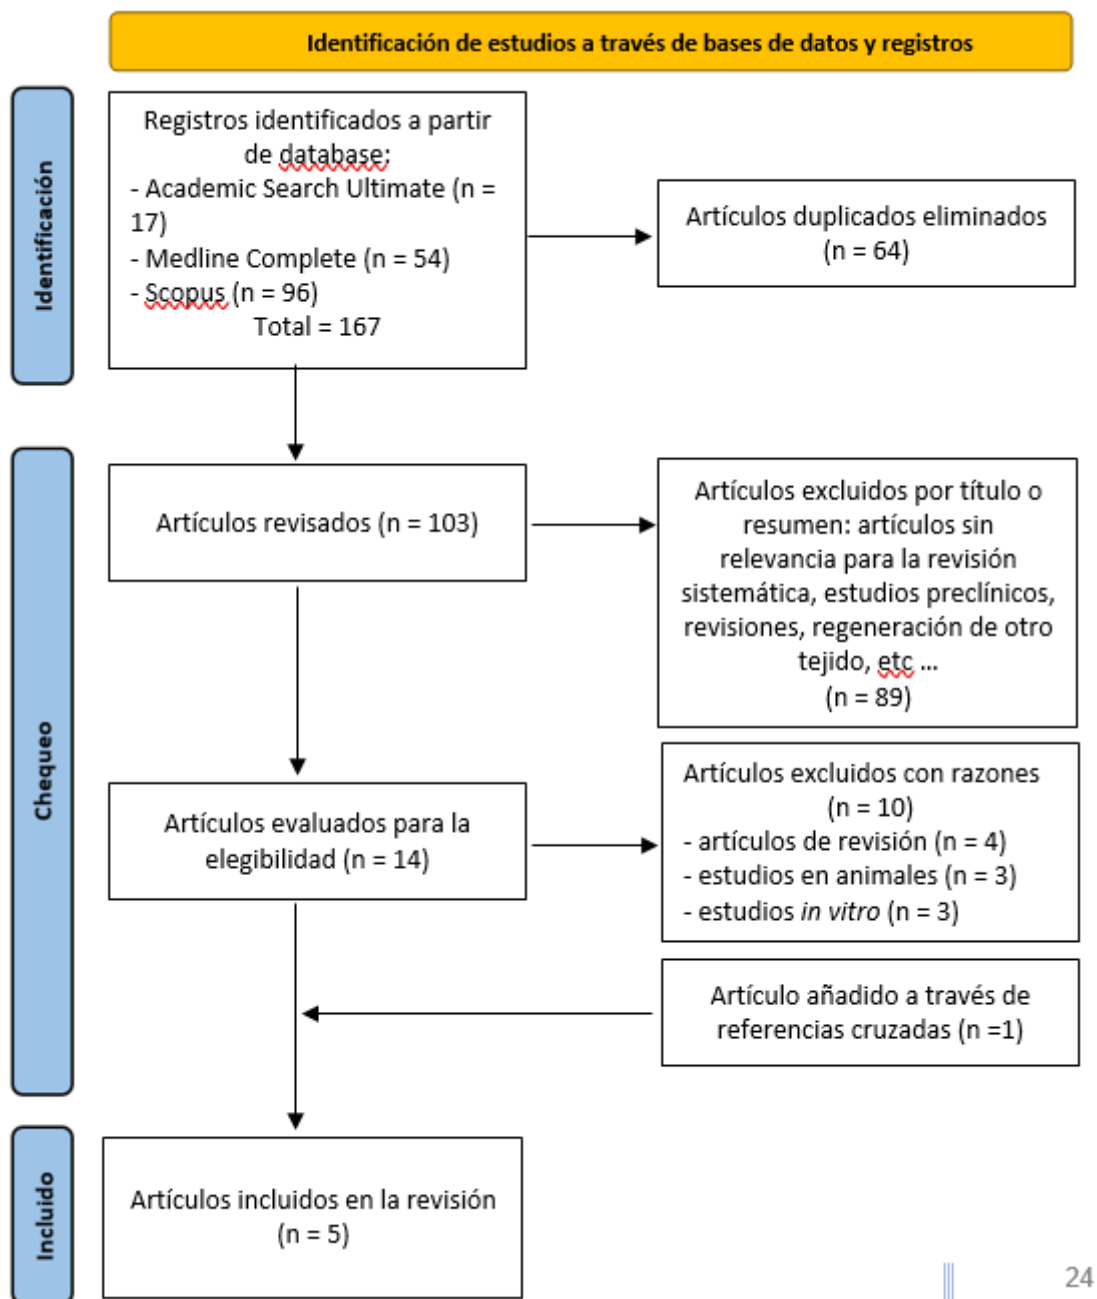 Identificación de estudios a través de bases de datos y registros
Identificación
Registros identificados a partir
de database:
- Academic Search Ultimate (n =
17)
- Medline Complete (n = 54)
- Scopus (n = 96)
Total = 167
Artículos duplicados eliminados
(n = 64)
Chequeo
Artículos revisados (n = 103)
Artículos excluidos por título o
resumen: artículos sin
relevancia para la revisión
sistemática, estudios preclínicos,
revisiones, regeneración de otro
tejido, etc ...
(n = 89)
Artículos evaluados para la
elegibilidad (n = 14)
Artículos excluidos con razones
(n = 10)
- artículos de revisión (n = 4)
- estudios en animales (n = 3)
- estudios in vitro (n = 3)
Artículo añadido a través de
referencias cruzadas (n =1)
Incluido
Artículos incluidos en la revisión
(n = 5)
24